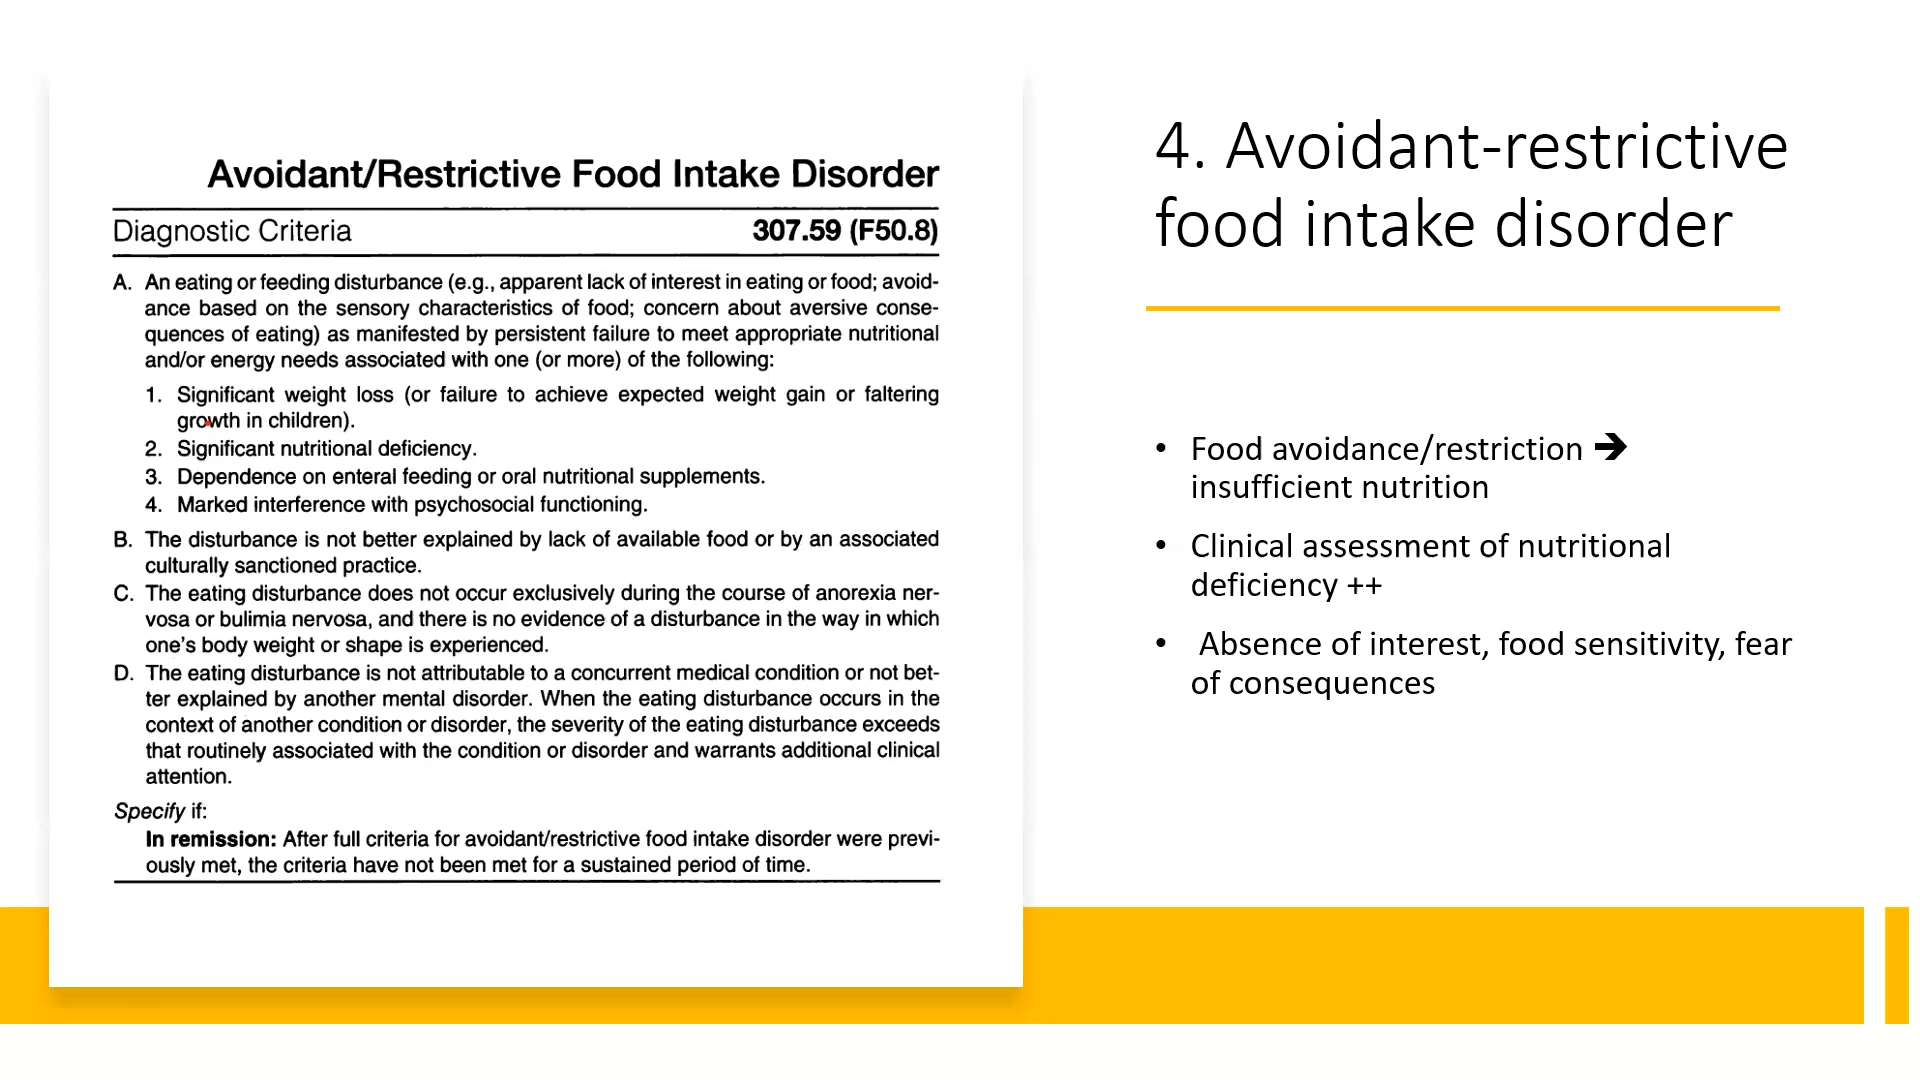 Avoidant/Restrictive Food Intake Disorder
Diagnostic Criteria 307.59 (F50.8)
A. An eating or feeding disturbance (e.g., apparent lack of interest in eating or food; avoid-
ance based on the sensory characteristics of food; concern about aversive conse-
quences of eating) as manifested by persistent failure to meet appropriate nutritional
and/or energy needs associated with one (or more) of the following:
1. Significant weight loss (or failure to achieve expected weight gain or faltering
growth in children).
2. Significant nutritional deficiency.
3. Dependence on enteral feeding or oral nutritional supplements.
4. Marked interference with psychosocial functioning.
B. The disturbance is not better explained by lack of available food or by an associated
culturally sanctioned practice.
C. The eating disturbance does not occur exclusively during the course of anorexia ner-
vosa or bulimia nervosa, and there is no evidence of a disturbance in the way in which
one's body weight or shape is experienced.
D. The eating disturbance is not attributable to a concurrent medical condition or not bet-
ter explained by another mental disorder. When the eating disturbance occurs in the
context of another condition or disorder, the severity of the eating disturbance exceeds
that routinely associated with the condition or disorder and warrants additional clinical
attention.
Specify if:
In remission: After full criteria for avoidant/restrictive food intake disorder were previ-
ously met, the criteria have not been met for a sustained period of time.
4. Avoidant-restrictive
food intake disorder
• Food avoidance/restriction ➔
insufficient nutrition
• Clinical assessment of nutritional
deficiency ++
• Absence of interest, food sensitivity, fear
of consequences